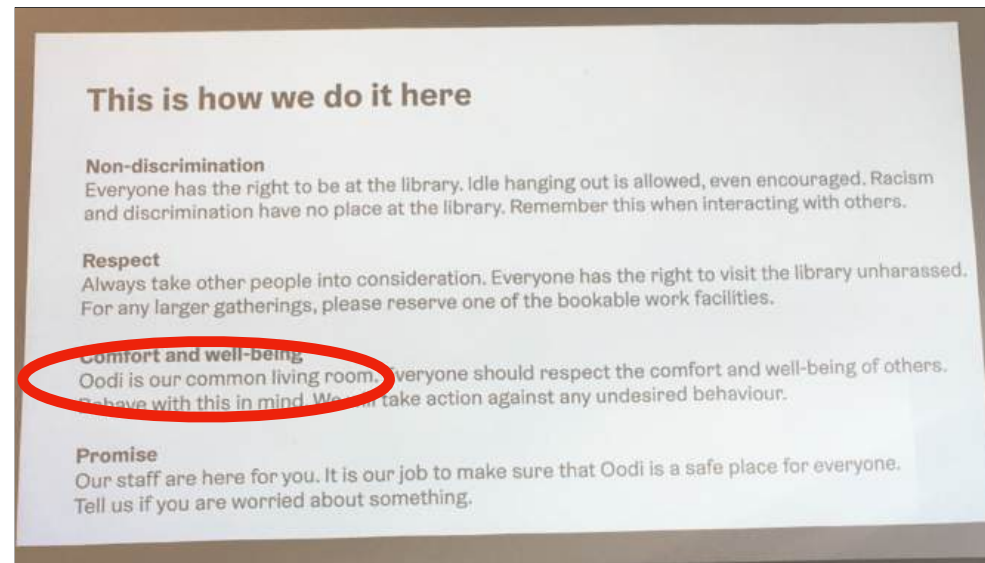 This is how we do it here
Non-discrimination
Everyone has the right to be at the library. Idle hanging out is allowed, even encouraged. Racism
and discrimination have no place at the library. Remember this when interacting with others.
Respect
Always take other people into consideration. Everyone has the right to visit the library unharassed.
For any larger gatherings, please reserve one of the bookable work facilities.
Comfort and well-being
Oodi is our common living room. Everyone should respect the comfort and well-being of others.
Behave with this in mind. We will take action against any undesired behaviour.
Promise
Our staff are here for you. It is our job to make sure that Oodi is a safe place for everyone.
Tell us if you are worried about something.